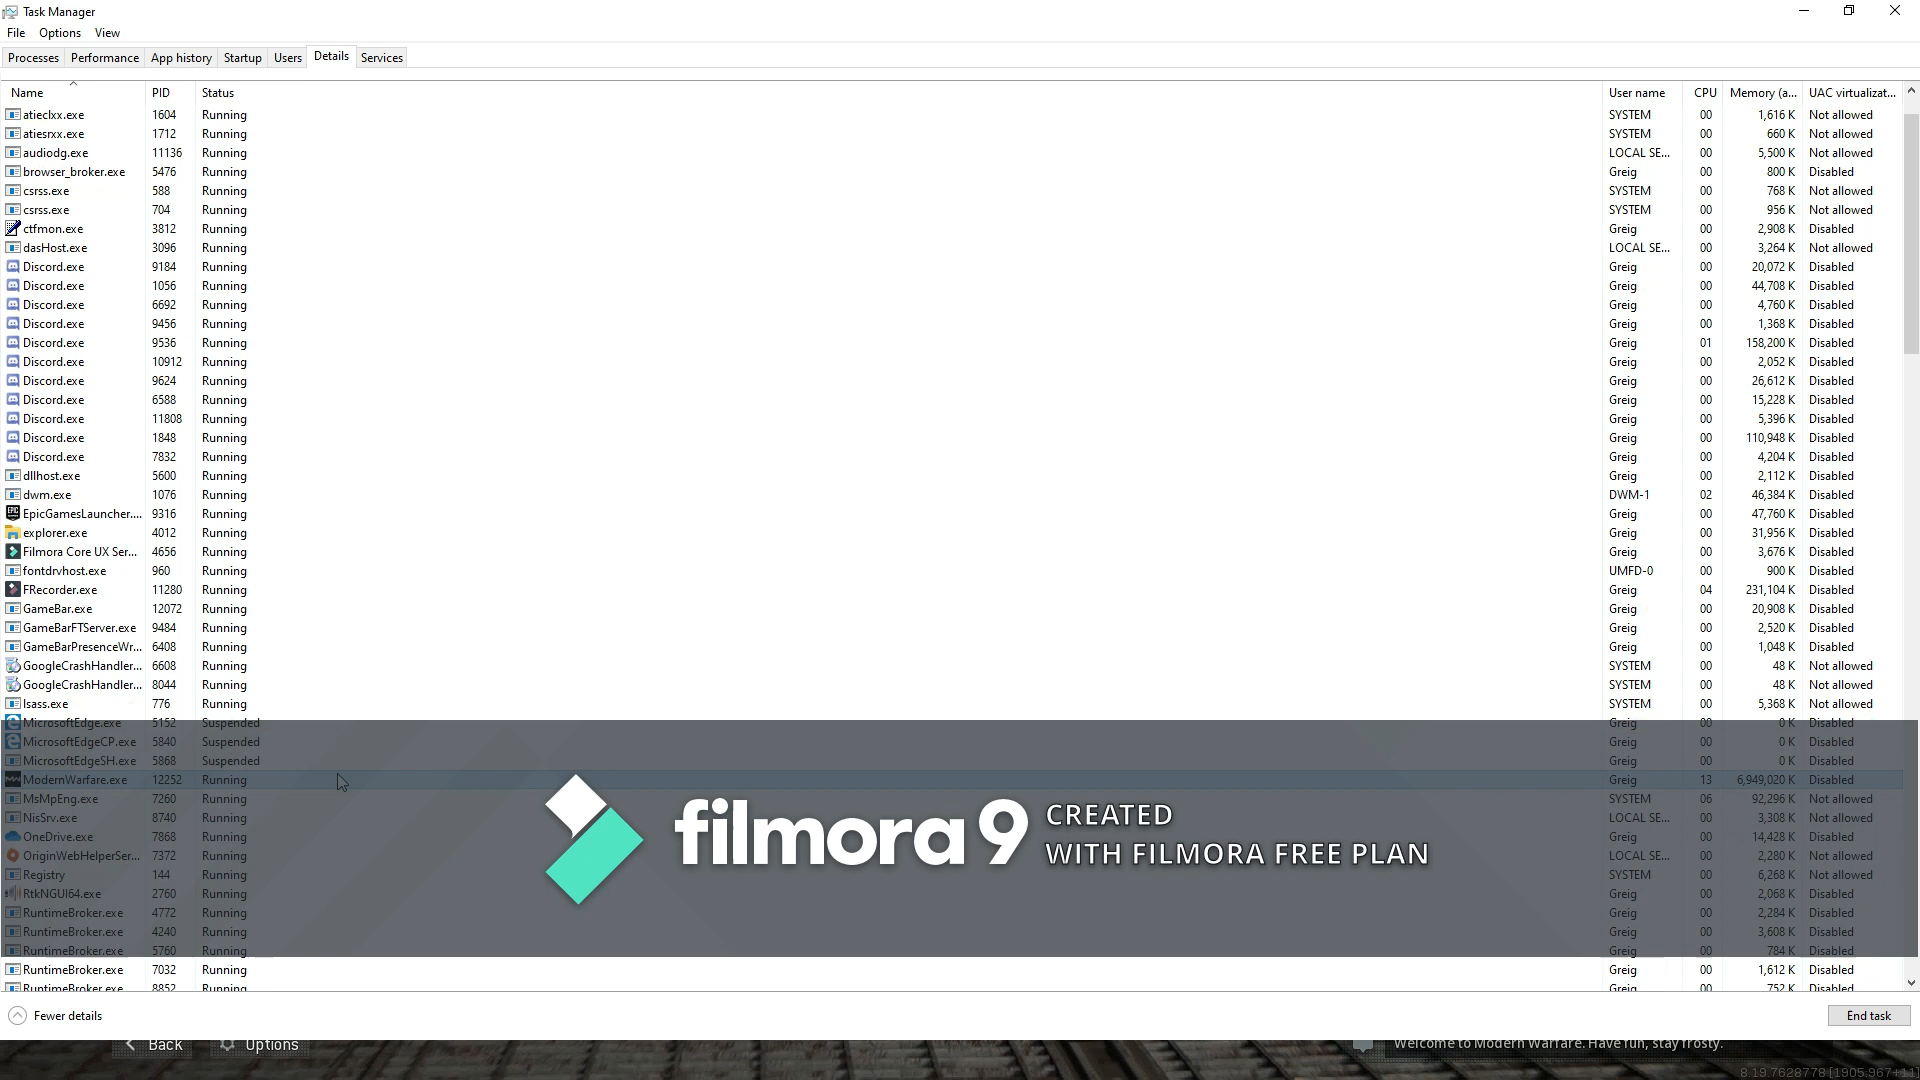 Task Manager
File Options View
Processes Performance App history Startup Users Details Services
Name PID Status User name CPU Memory (a... UAC virtualizat...
atieclxx.exe 1604 Running SYSTEM 00 1,616 K Not allowed
atiesrxx.exe 1712 Running SYSTEM 00 660 K Not allowed
audiodg.exe 11136 Running LOCAL SE... 00 5,500 K Not allowed
browser_broker.exe 5476 Running Greig 00 800 K Disabled
csrss.exe 588 Running SYSTEM 00 768 K Not allowed
csrss.exe 704 Running SYSTEM 00 956 K Not allowed
ctfmon.exe 3812 Running Greig 00 2,908 K Disabled
dasHost.exe 3096 Running LOCAL SE... 00 3,264 K Not allowed
Discord.exe 9184 Running Greig 00 20,072 K Disabled
Discord.exe 1056 Running Greig 00 44,708 K Disabled
Discord.exe 6692 Running Greig 00 4,760 K Disabled
Discord.exe 9456 Running Greig 00 1,368 K Disabled
Discord.exe 9536 Running Greig 01 158,200 K Disabled
Discord.exe 10912 Running Greig 00 2,052 K Disabled
Discord.exe 9624 Running Greig 00 26,612 K Disabled
Discord.exe 6588 Running Greig 00 15,228 K Disabled
Discord.exe 11808 Running Greig 00 5,396 K Disabled
Discord.exe 1848 Running Greig 00 110,948 K Disabled
Discord.exe 7832 Running Greig 00 4,204 K Disabled
dllhost.exe 5600 Running Greig 00 2,112 K Disabled
dwm.exe 1076 Running DWM-1 02 46,384 K Disabled
EpicGamesLauncher.... 9316 Running Greig 00 47,760 K Disabled
explorer.exe 4012 Running Greig 00 31,956 K Disabled
Filmora Core UX Ser... 4656 Running Greig 00 3,676 K Disabled
fontdrvhost.exe 960 Running UMFD-0 00 900 K Disabled
FRecorder.exe 11280 Running Greig 04 231,104 K Disabled
GameBar.exe 12072 Running Greig 00 20,908 K Disabled
GameBarFTServer.exe 9484 Running Greig 00 2,520 K Disabled
GameBarPresenceWr... 6408 Running Greig 00 1,048 K Disabled
GoogleCrashHandler... 6608 Running SYSTEM 00 48 K Not allowed
GoogleCrashHandler... 8044 Running SYSTEM 00 48 K Not allowed
lsass.exe 776 Running SYSTEM 00 5,368 K Not allowed
MicrosoftEdge.exe 5152 Suspended Greig 00 0 K Disabled
MicrosoftEdgeCP.exe 5840 Suspended Greig 00 0 K Disabled
MicrosoftEdgeSH.exe 5868 Suspended Greig 00 0 K Disabled
ModernWarfare.exe 12252 Running Greig 13 6,949,020 K Disabled
MsMpEng.exe 7260 Running SYSTEM 06 92,296 K Not allowed
NisSrv.exe 8740 Running LOCAL SE... 00 3,308 K Not allowed
OneDrive.exe 7868 Running Greig 00 14,428 K Disabled
OriginWebHelperSer... 7372 Running LOCAL SE... 00 2,280 K Not allowed
Registry 144 Running SYSTEM 00 6,268 K Not allowed
RtkNGUI64.exe 2760 Running Greig 00 2,068 K Disabled
RuntimeBroker.exe 4772 Running Greig 00 2,284 K Disabled
RuntimeBroker.exe 4240 Running Greig 00 3,608 K Disabled
RuntimeBroker.exe 5760 Running Greig 00 784 K Disabled
RuntimeBroker.exe 7032 Running Greig 00 1,612 K Disabled
RuntimeBroker.exe 8852 Running Greig 00 752 K Disabled
filmora9 CREATED
WITH FILMORA FREE PLAN
Fewer details End task
Back Options Welcome to Modern Warfare. Have fun, stay frosty.
8.19.7628778 [1905:967+11]